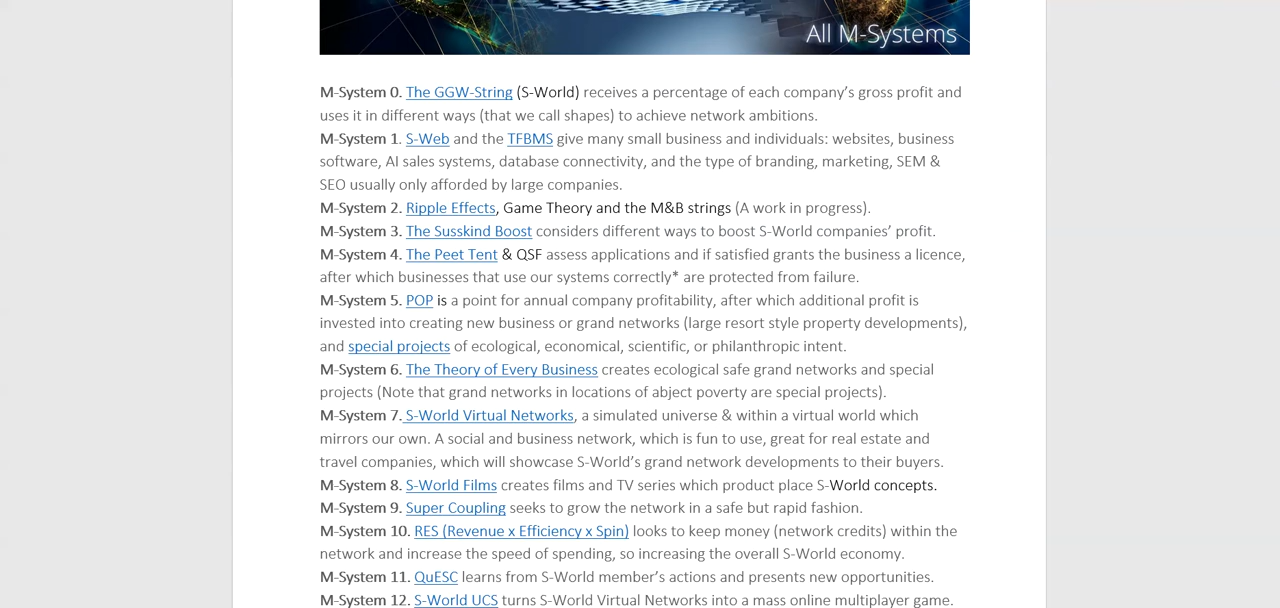 All M-Systems
M-System 0. The GGW-String (S-World) receives a percentage of each company's gross profit and
uses it in different ways (that we call shapes) to achieve network ambitions.
M-System 1. S-Web and the TFBMS give many small business and individuals: websites, business
software, AI sales systems, database connectivity, and the type of branding, marketing, SEM &
SEO usually only afforded by large companies.
M-System 2. Ripple Effects, Game Theory and the M&B strings (A work in progress).
M-System 3. The Susskind Boost considers different ways to boost S-World companies' profit.
M-System 4. The Peet Tent & QSF assess applications and if satisfied grants the business a licence,
after which businesses that use our systems correctly* are protected from failure.
M-System 5. POP is a point for annual company profitability, after which additional profit is
invested into creating new business or grand networks (large resort style property developments),
and special projects of ecological, economical, scientific, or philanthropic intent.
M-System 6. The Theory of Every Business creates ecological safe grand networks and special
projects (Note that grand networks in locations of abject poverty are special projects).
M-System 7. S-World Virtual Networks, a simulated universe & within a virtual world which
mirrors our own. A social and business network, which is fun to use, great for real estate and
travel companies, which will showcase S-World's grand network developments to their buyers.
M-System 8. S-World Films creates films and TV series which product place S-World concepts.
M-System 9. Super Coupling seeks to grow the network in a safe but rapid fashion.
M-System 10. RES (Revenue x Efficiency x Spin) looks to keep money (network credits) within the
network and increase the speed of spending, so increasing the overall S-World economy.
M-System 11. QuESC learns from S-World member's actions and presents new opportunities.
M-System 12. S-World UCS turns S-World Virtual Networks into a mass online multiplayer game.